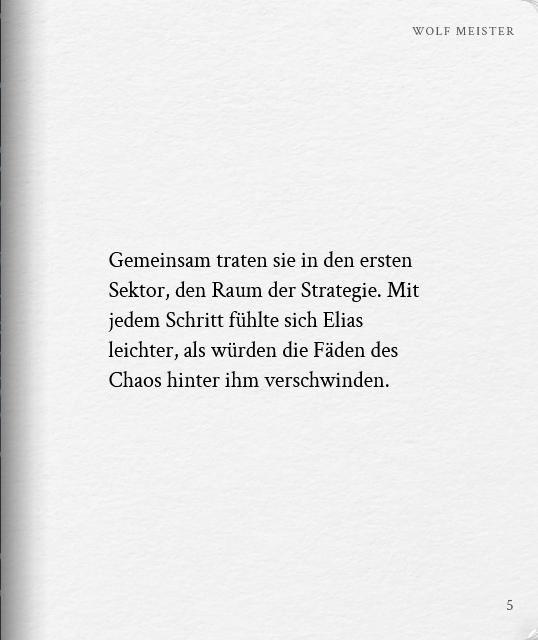 WOLF MEISTER
Gemeinsam traten sie in den ersten
Sektor, den Raum der Strategie. Mit
jedem Schritt fühlte sich Elias
leichter, als würden die Fäden des
Chaos hinter ihm verschwinden.
5